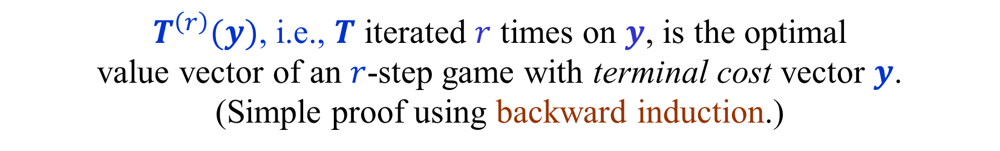 T^(r)(y), i.e., T iterated r times on y, is the optimal
value vector of an r-step game with terminal cost vector y.
(Simple proof using backward induction.)